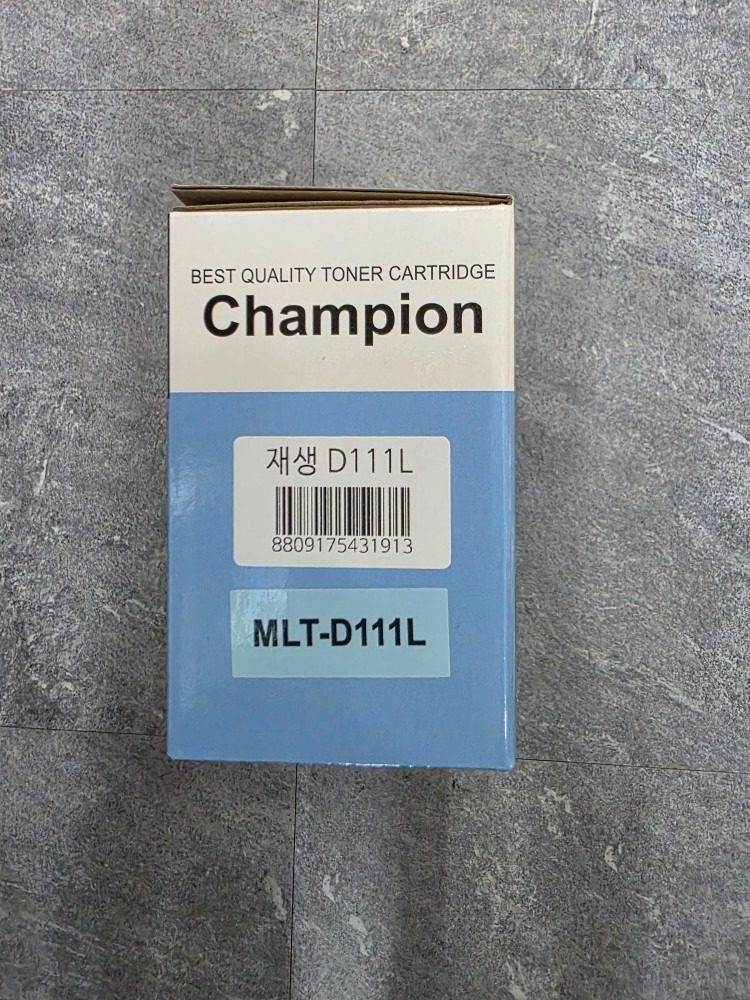 BEST QUALITY TONER CARTRIDGE
Champion
재생 D111L
8809175431913
MLT-D111L